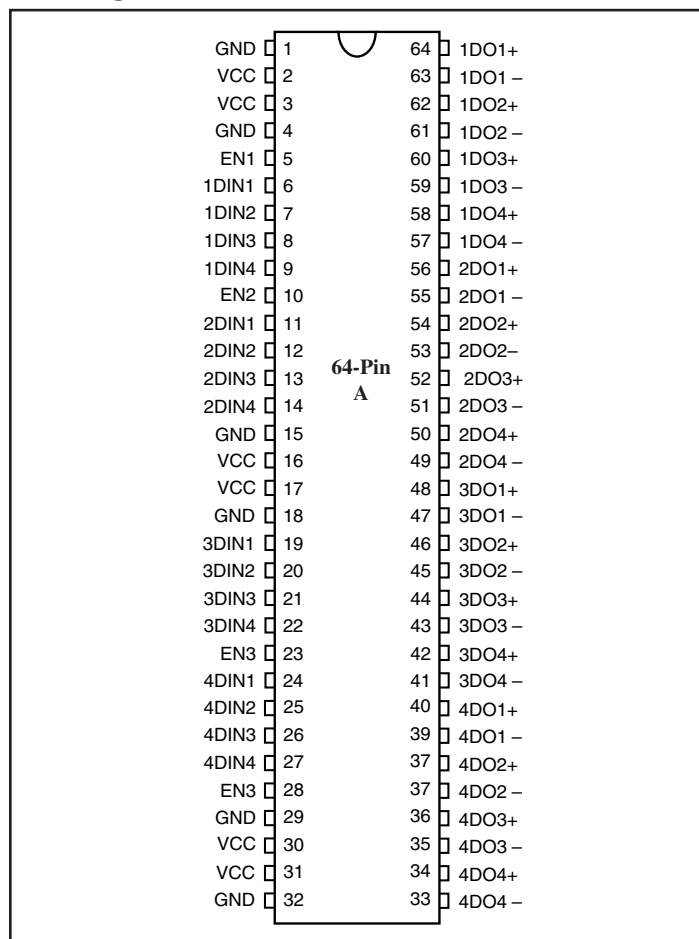 GND 1 64 1DO1+
VCC 2 63 1DO1 –
VCC 3 62 1DO2+
GND 4 61 1DO2 –
EN1 5 60 1DO3+
1DIN1 6 59 1DO3 –
1DIN2 7 58 1DO4+
1DIN3 8 57 1DO4 –
1DIN4 9 56 2DO1+
EN2 10 55 2DO1 –
2DIN1 11 54 2DO2+
2DIN2 12 53 2DO2–
64-Pin
2DIN3 13 52 2DO3+
A
2DIN4 14 51 2DO3 –
GND 15 50 2DO4+
VCC 16 49 2DO4 –
VCC 17 48 3DO1+
GND 18 47 3DO1 –
3DIN1 19 46 3DO2+
3DIN2 20 45 3DO2 –
3DIN3 21 44 3DO3+
3DIN4 22 43 3DO3 –
EN3 23 42 3DO4+
4DIN1 24 41 3DO4 –
4DIN2 25 40 4DO1+
4DIN3 26 39 4DO1 –
4DIN4 27 37 4DO2+
EN3 28 37 4DO2 –
GND 29 36 4DO3+
VCC 30 35 4DO3 –
VCC 31 34 4DO4+
GND 32 33 4DO4 –